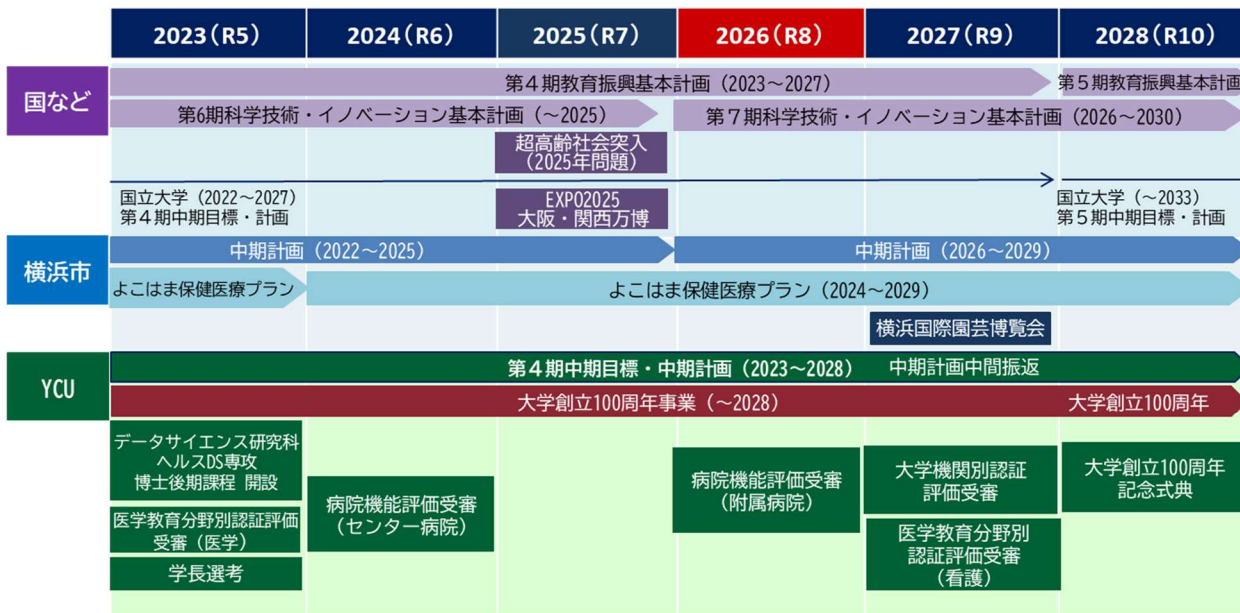 2023(R5) 2024(R6) 2025(R7) 2026(R8) 2027(R9) 2028(R10)
国など
第4期教育振興基本計画（2023～2027）
第5期教育振興基本計画
第6期科学技術・イノベーション基本計画（～2025）
第７期科学技術・イノベーション基本計画（2026～2030）
超高齢社会突入
（2025年問題）
国立大学（2022～2027）
第４期中期目標・計画
EXPO2025
大阪・関西万博
国立大学（～2033）
第５期中期目標・計画
横浜市
中期計画（2022～2025）
中期計画（2026～2029）
よこはま保健医療プラン
よこはま保健医療プラン（2024～2029）
横浜国際園芸博覧会
YCU
第４期中期目標・中期計画（2023～2028）
中期計画中間振返
大学創立100周年事業（～2028）
大学創立100周年
データサイエンス研究科
ヘルスDS専攻
博士後期課程 開設
医学教育分野別認証評価
受審（医学）
学長選考
病院機能評価受審
（センター病院）
病院機能評価受審
（附属病院）
大学機関別認証
評価受審
医学教育分野別
認証評価受審
（看護）
大学創立100周年
記念式典